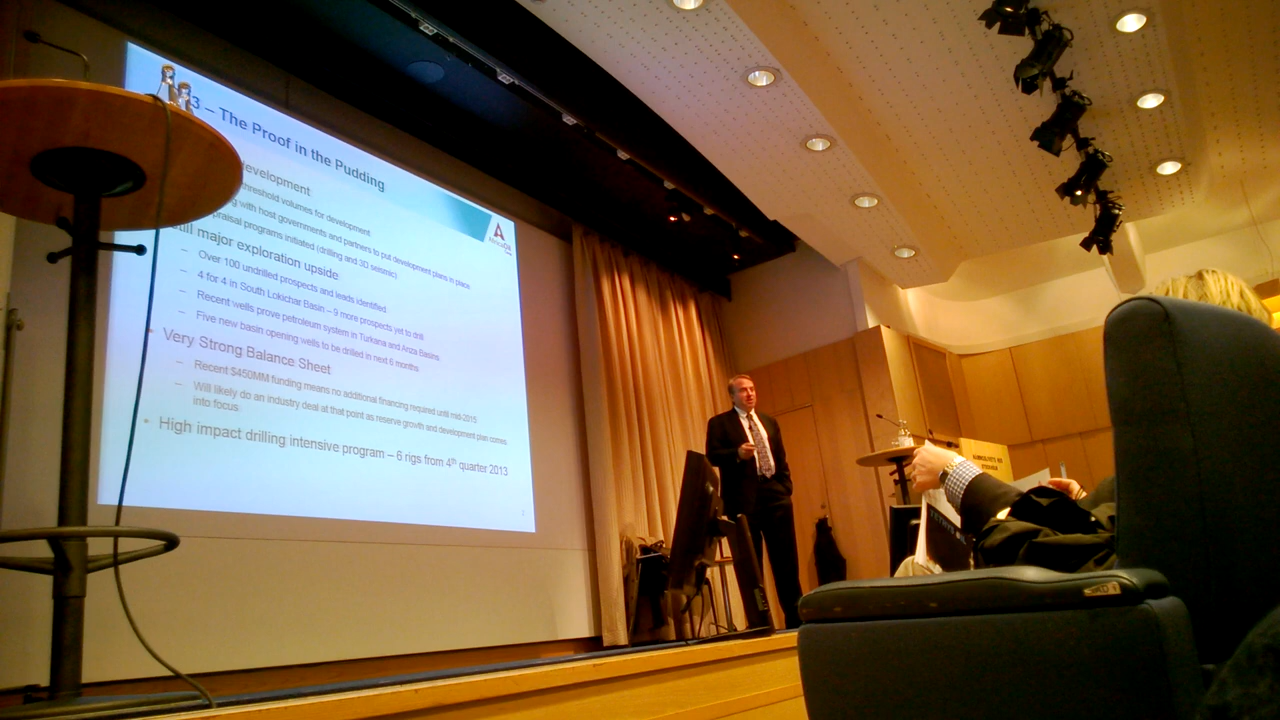 3 – The Proof in the Pudding
development
threshold volumes for development.
with host governments and partners to put development plans in place
praisal programs initiated (drilling and 3D seismic)
major exploration upside
– Over 100 undrilled prospects and leads identified
– 4 for 4 in South Lokichar Basin – 9 more prospects yet to drill
– Recent wells prove petroleum system in Turkana and Anza Basins
– Five new basin opening wells to be drilled in next 6 months
• Very Strong Balance Sheet
– Recent $450MM funding means no additional financing required until mid-2015
– Will likely do an industry deal at that point as reserve growth and development plan comes
into focus.
• High impact drilling intensive program – 6 rigs from 4th quarter 2013